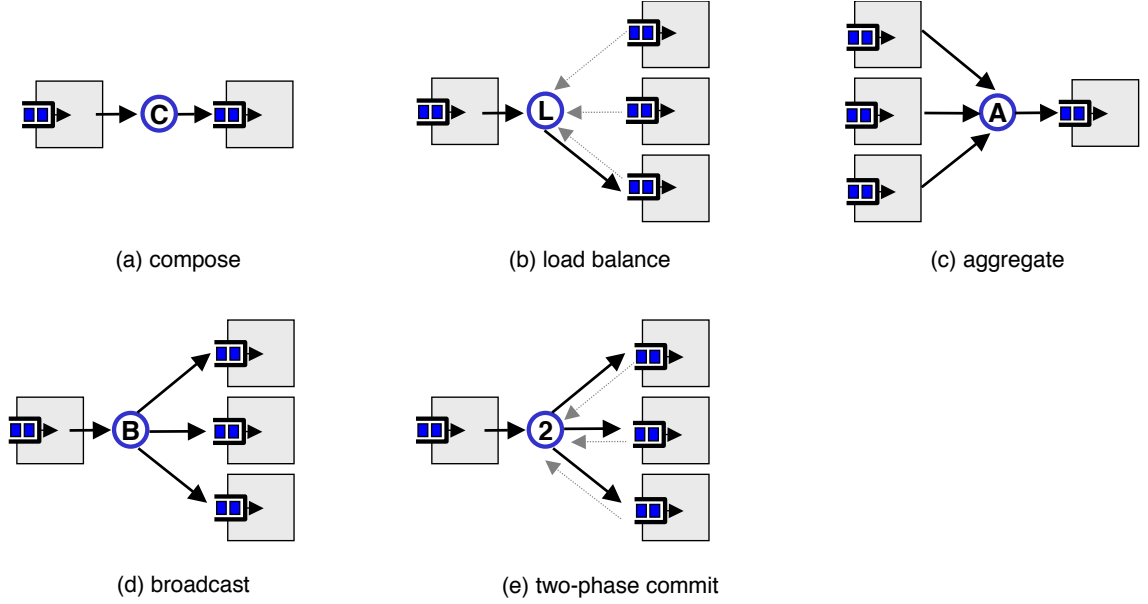 C
L
A
(a) compose
(b) load balance
(c) aggregate
B
2
(d) broadcast
(e) two-phase commit